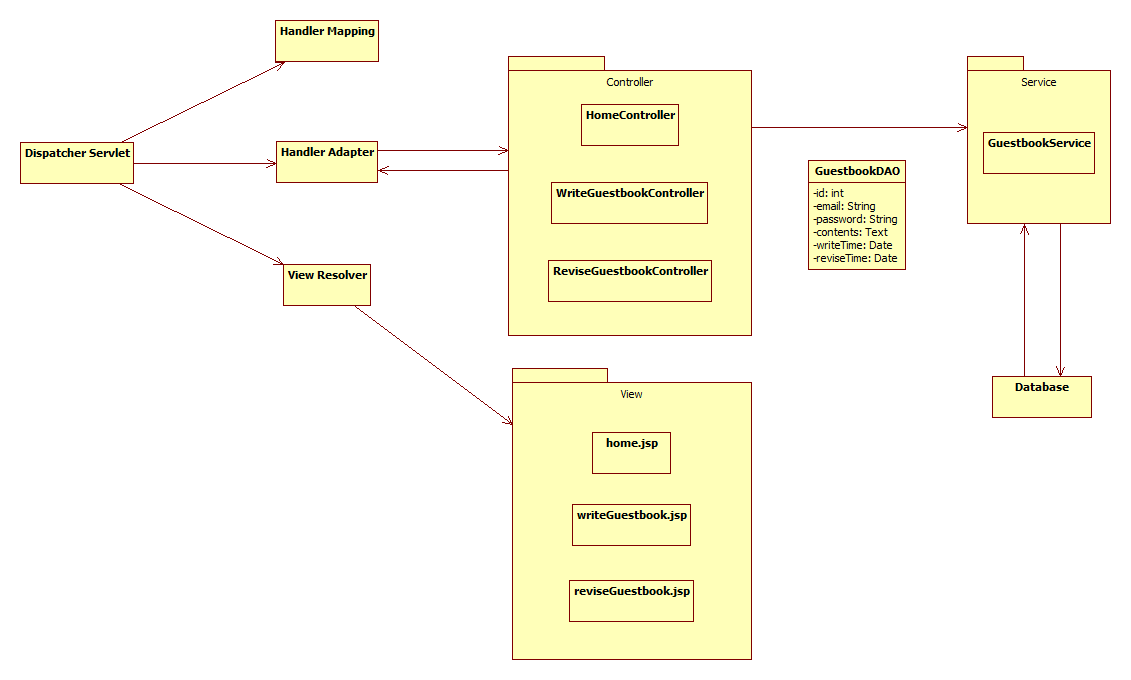 Handler Mapping
Dispatcher Servlet
Handler Adapter
View Resolver
Controller
HomeController
WriteGuestbookController
ReviseGuestbookController
View
home.jsp
writeGuestbook.jsp
reviseGuestbook.jsp
GuestbookDAO
-id: int
-email: String
-password: String
-contents: Text
-writeTime: Date
-reviseTime: Date
Service
GuestbookService
Database